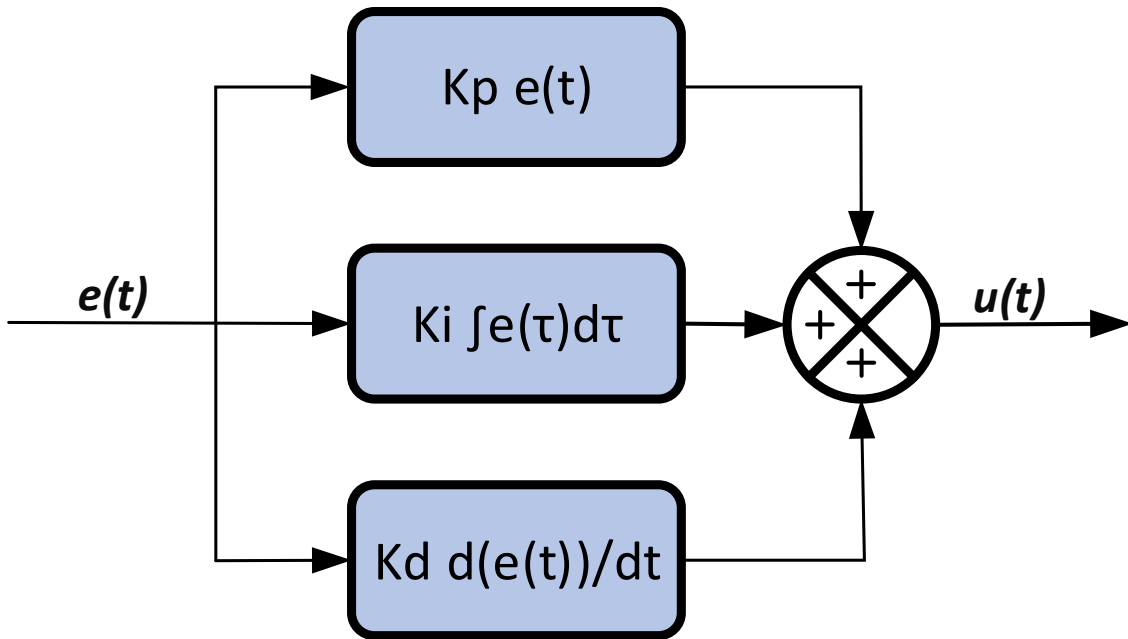 Kp e(t)
e(t)
Ki ∫e(τ)dτ
+
+
+
u(t)
Kd d(e(t))/dt